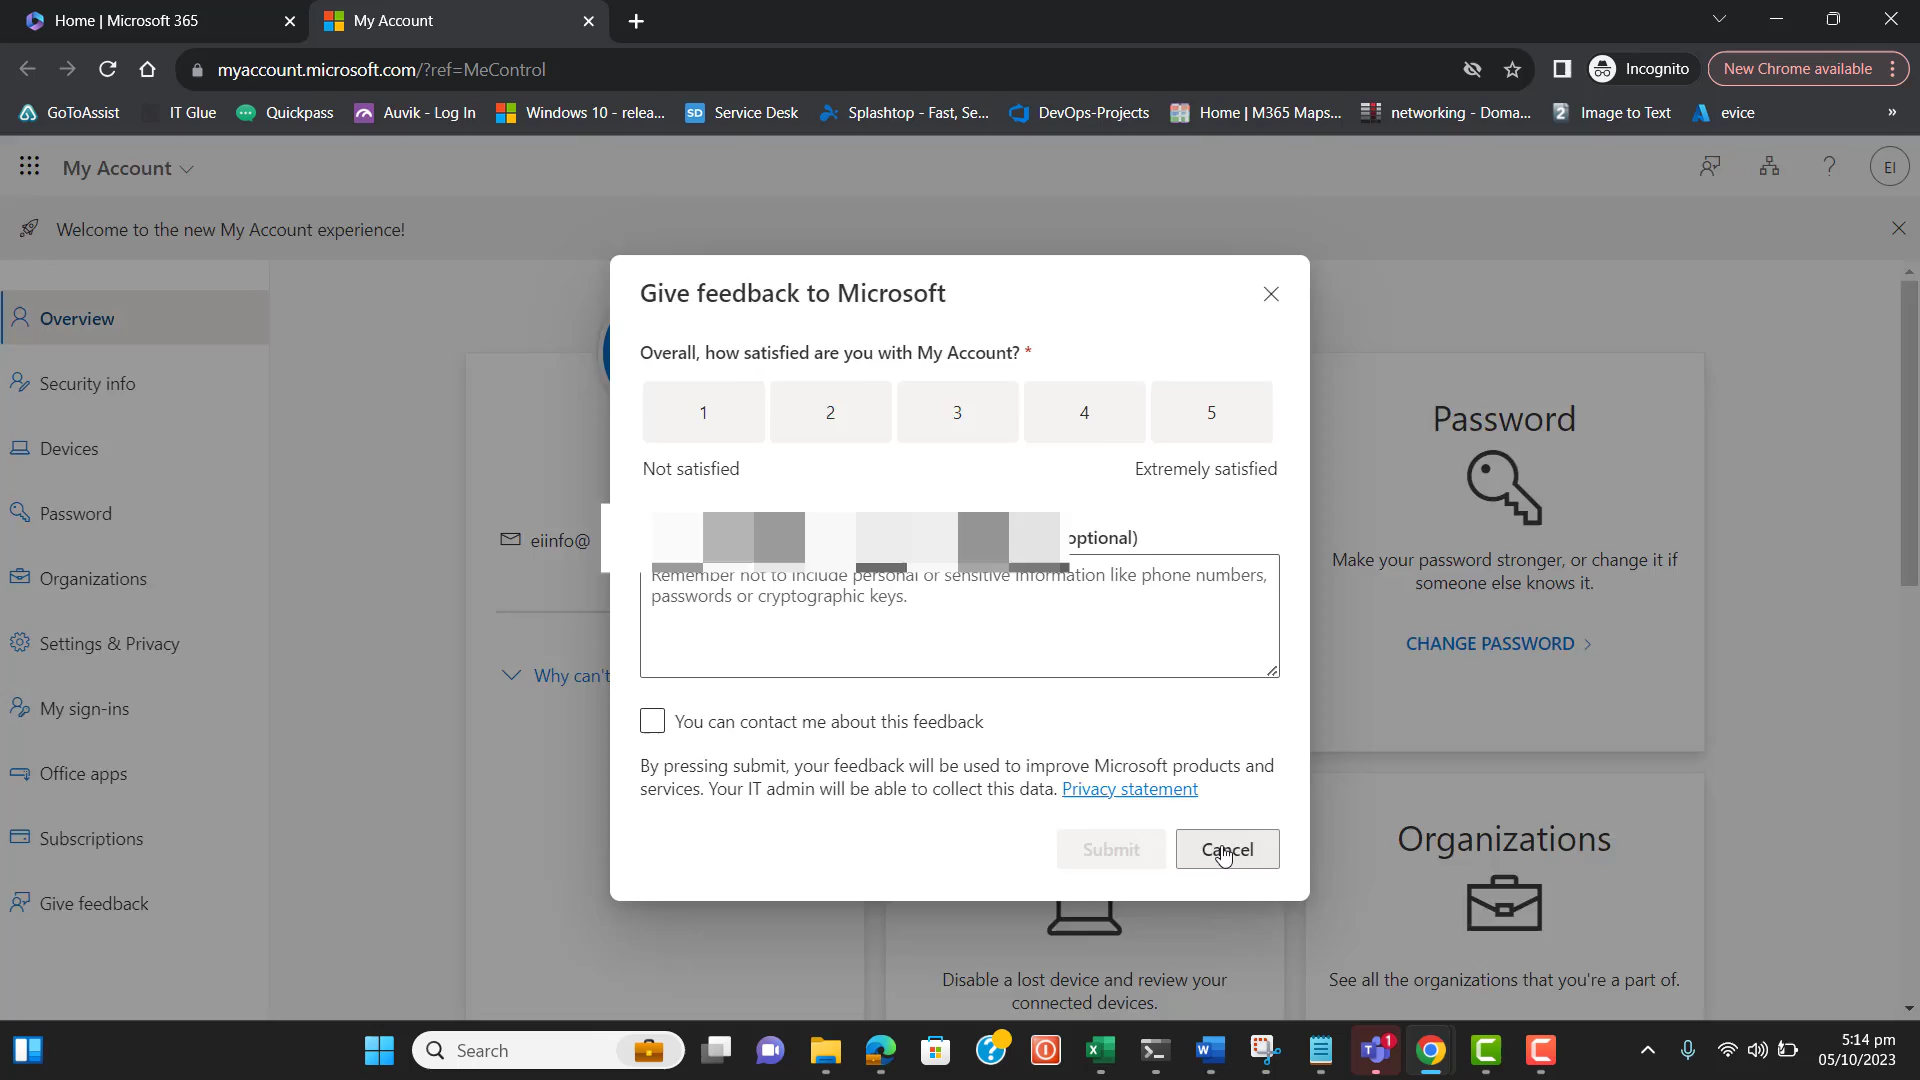 Home | Microsoft 365
My Account
myaccount.microsoft.com/?ref=MeControl
Incognito
New Chrome available
GoToAssist
IT Glue
Quickpass
Auvik - Log In
Windows 10 - relea...
SD
Service Desk
Splashtop - Fast, Se...
DevOps-Projects
Home | M365 Maps...
networking - Doma...
2
Image to Text
evice
»
My Account
?
EI
Welcome to the new My Account experience!
Overview
Security info
Devices
Password
Organizations
Settings & Privacy
My sign-ins
Office apps
Subscriptions
Give feedback
eiinfo@
Why can't
Give feedback to Microsoft
Overall, how satisfied are you with My Account? *
1
2
3
4
5
Not satisfied
Extremely satisfied
optional)
Remember not to include personal or sensitive information like phone numbers,
passwords or cryptographic keys.
You can contact me about this feedback
By pressing submit, your feedback will be used to improve Microsoft products and
services. Your IT admin will be able to collect this data. Privacy statement
Submit
Cancel
Password
Make your password stronger, or change it if
someone else knows it.
CHANGE PASSWORD
Disable a lost device and review your
connected devices.
Organizations
See all the organizations that you're a part of.
Search
1
5:14 pm
05/10/2023